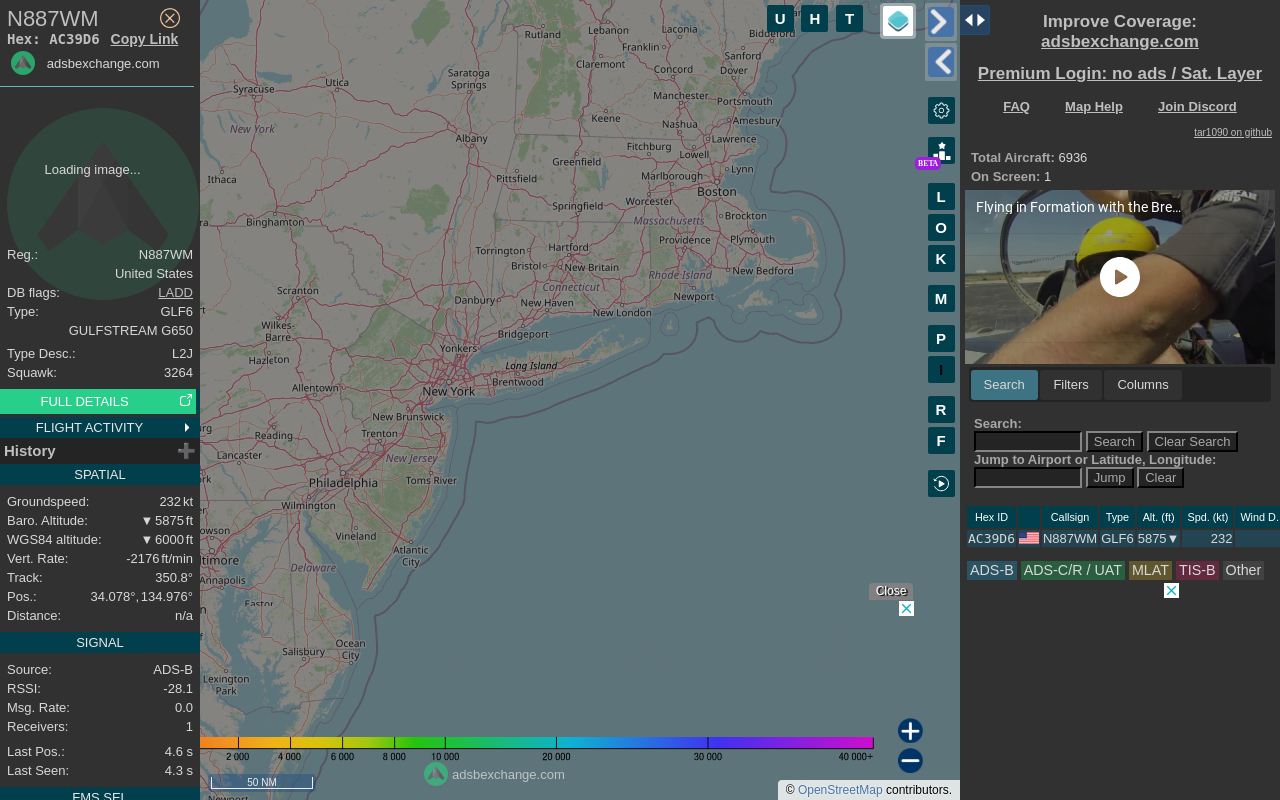 N887WM
Hex: AC39D6 Copy Link
adsbexchange.com
Loading image...
Reg.: N887WM
United States
DB flags: LADD
Type: GLF6
GULFSTREAM G650
Type Desc.: L2J
Squawk: 3264
FULL DETAILS
FLIGHT ACTIVITY
History
SPATIAL
Groundspeed: 232 kt
Baro. Altitude: ▼ 5875 ft
WGS84 altitude: ▼ 6000 ft
Vert. Rate: -2176 ft/min
Track: 350.8°
Pos.: 34.078°, 134.976°
Distance: n/a
SIGNAL
Source: ADS-B
RSSI: -28.1
Msg. Rate: 0.0
Receivers: 1
Last Pos.: 4.6 s
Last Seen: 4.3 s
FMS SEL
U H T
BETA
L
O
K
M
P
I
R
F
Rutland
Lebanon
Laconia
Biddeford
Franklin
Sanford
Claremont
Concord
Dover
Utica
Saratoga
Springs
Syracuse
Manchester
Portsmouth
Keene
Nashua
Amesbury
New York
Albany
Fitchburg
Lawrence
Lowell
Greenfield
Lynn
Ithaca
Pittsfield
Marlborough
Boston
Worcester
Springfield
Binghamton
Massachusetts
Brockton
Torrington
Hartford
Providence
Plymouth
Bristol
New Britain
Rhode Island
New Bedford
Connecticut
Scranton
Danbury
New Haven
Newport
New London
Wilkes-
Barre
Bridgeport
Yonkers
Hazleton
Long Island
Brentwood
Allentown
New York
New Brunswick
Reading
Trenton
Lancaster
New Jersey
Toms River
Philadelphia
Wilmington
Vineland
Atlantic
City
Annapolis
Delaware
Easton
Ocean
City
Salisbury
Lexington
Park
Newport
Close
2 000 4 000 6 000 8 000 10 000 20 000 30 000 40 000+
50 NM
adsbexchange.com
© OpenStreetMap contributors.
Improve Coverage:
adsbexchange.com
Premium Login: no ads / Sat. Layer
FAQ Map Help Join Discord
tar1090 on github
Total Aircraft: 6936
On Screen: 1
Flying in Formation with the Bre...
Search Filters Columns
Search:
Search Clear Search
Jump to Airport or Latitude, Longitude:
Jump Clear
Hex ID Callsign Type Alt. (ft) Spd. (kt) Wind D.
AC39D6 N887WM GLF6 5875▼ 232
ADS-B ADS-C/R / UAT MLAT TIS-B Other